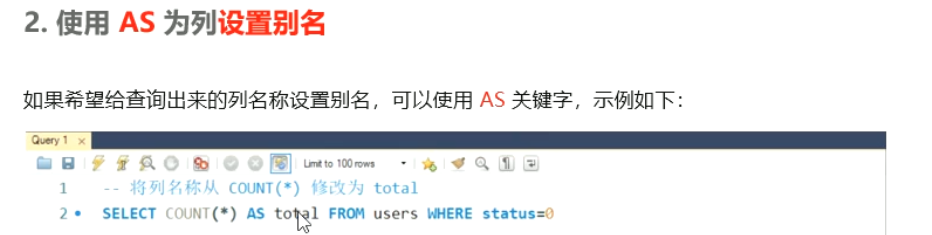 2. 使用 AS 为列设置别名
如果希望给查询出来的列名称设置别名，可以使用 AS 关键字，示例如下：
Query 1 ×
Limit to 100 rows
1 -- 将列名称从 COUNT(*) 修改为 total
2 SELECT COUNT(*) AS total FROM users WHERE status=0